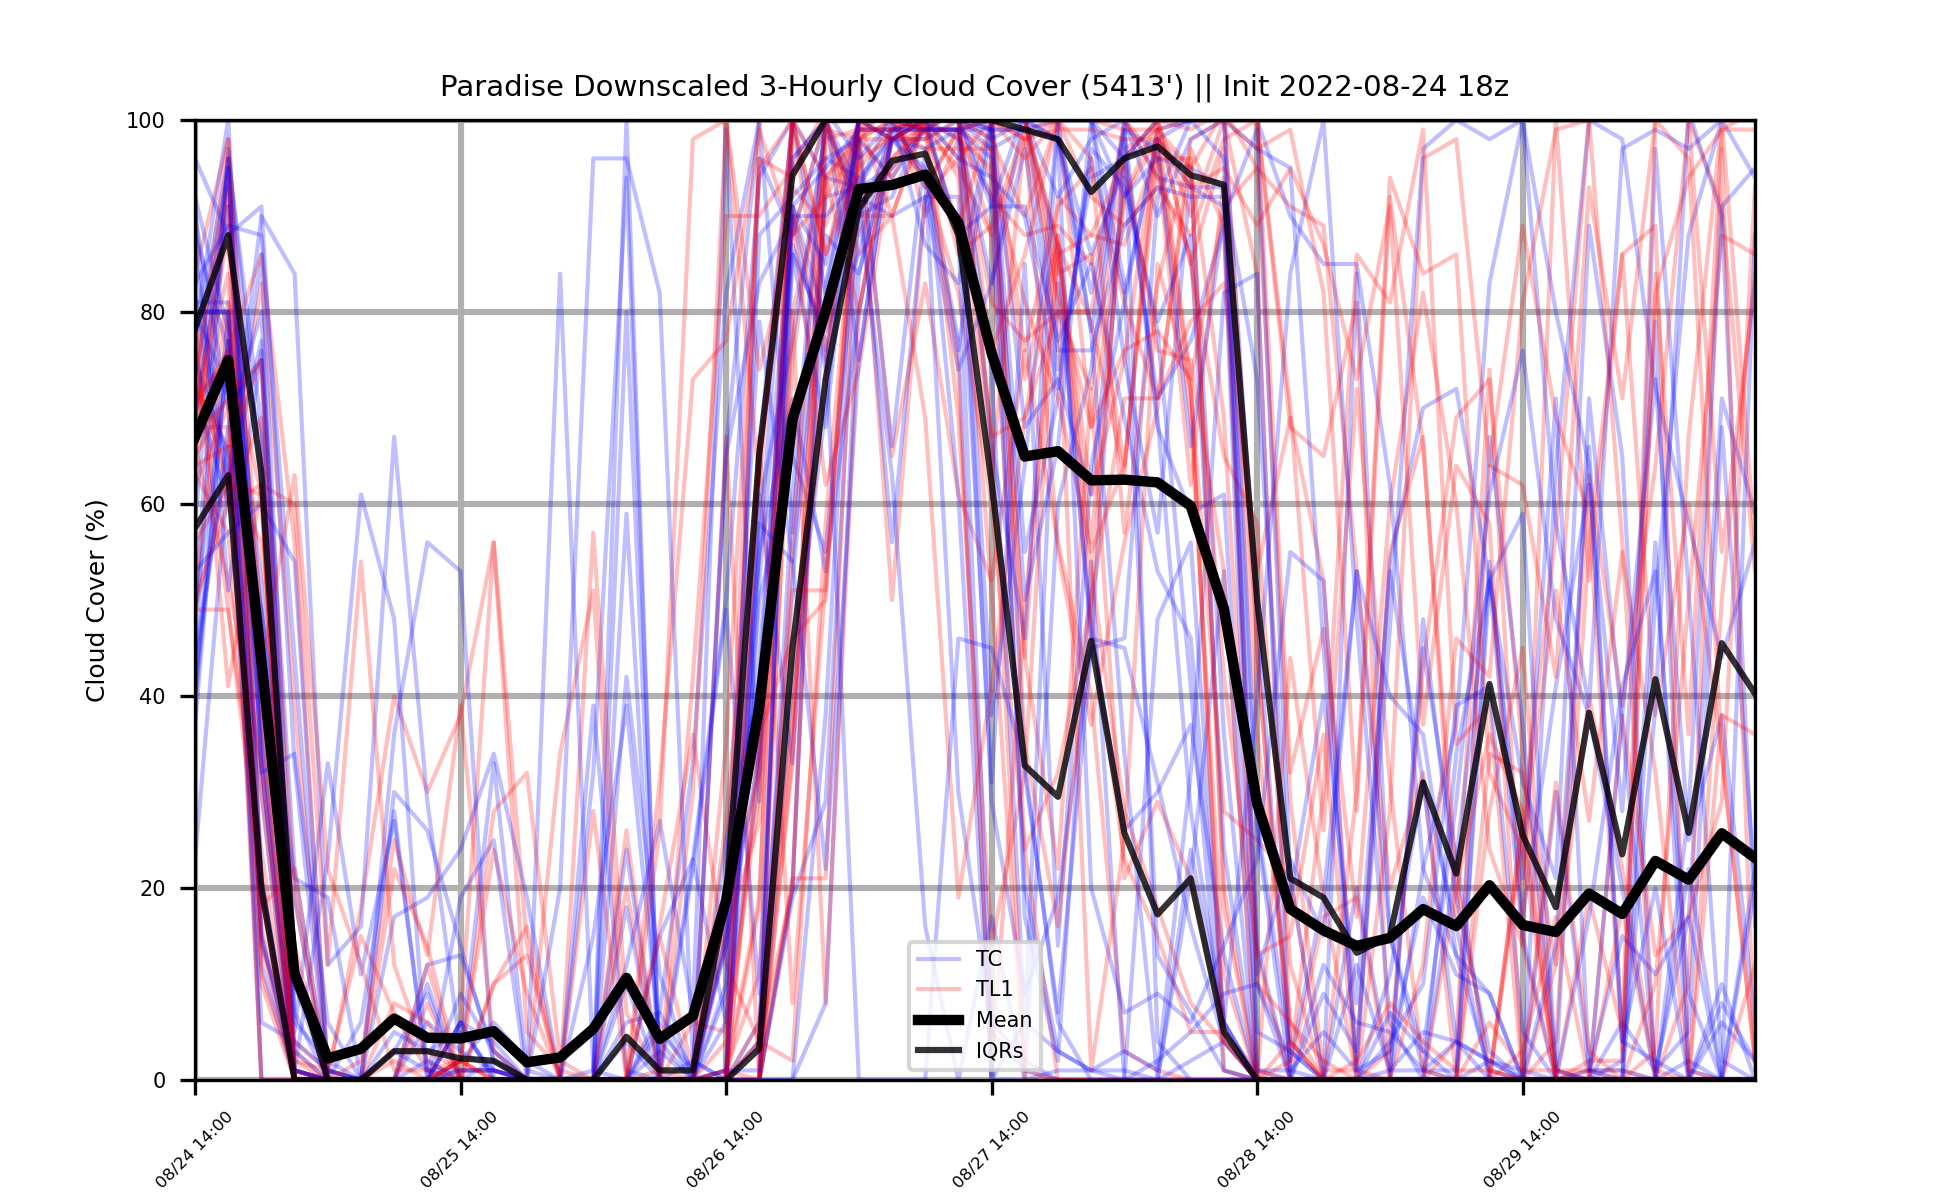 Paradise Downscaled 3-Hourly Cloud Cover (5413') || Init 2022-08-24 18z
100
80
60
40
20
0
Cloud Cover (%)
TC
TL1
Mean
IQRs
08/24 14:00
08/25 14:00
08/26 14:00
08/27 14:00
08/28 14:00
08/29 14:00